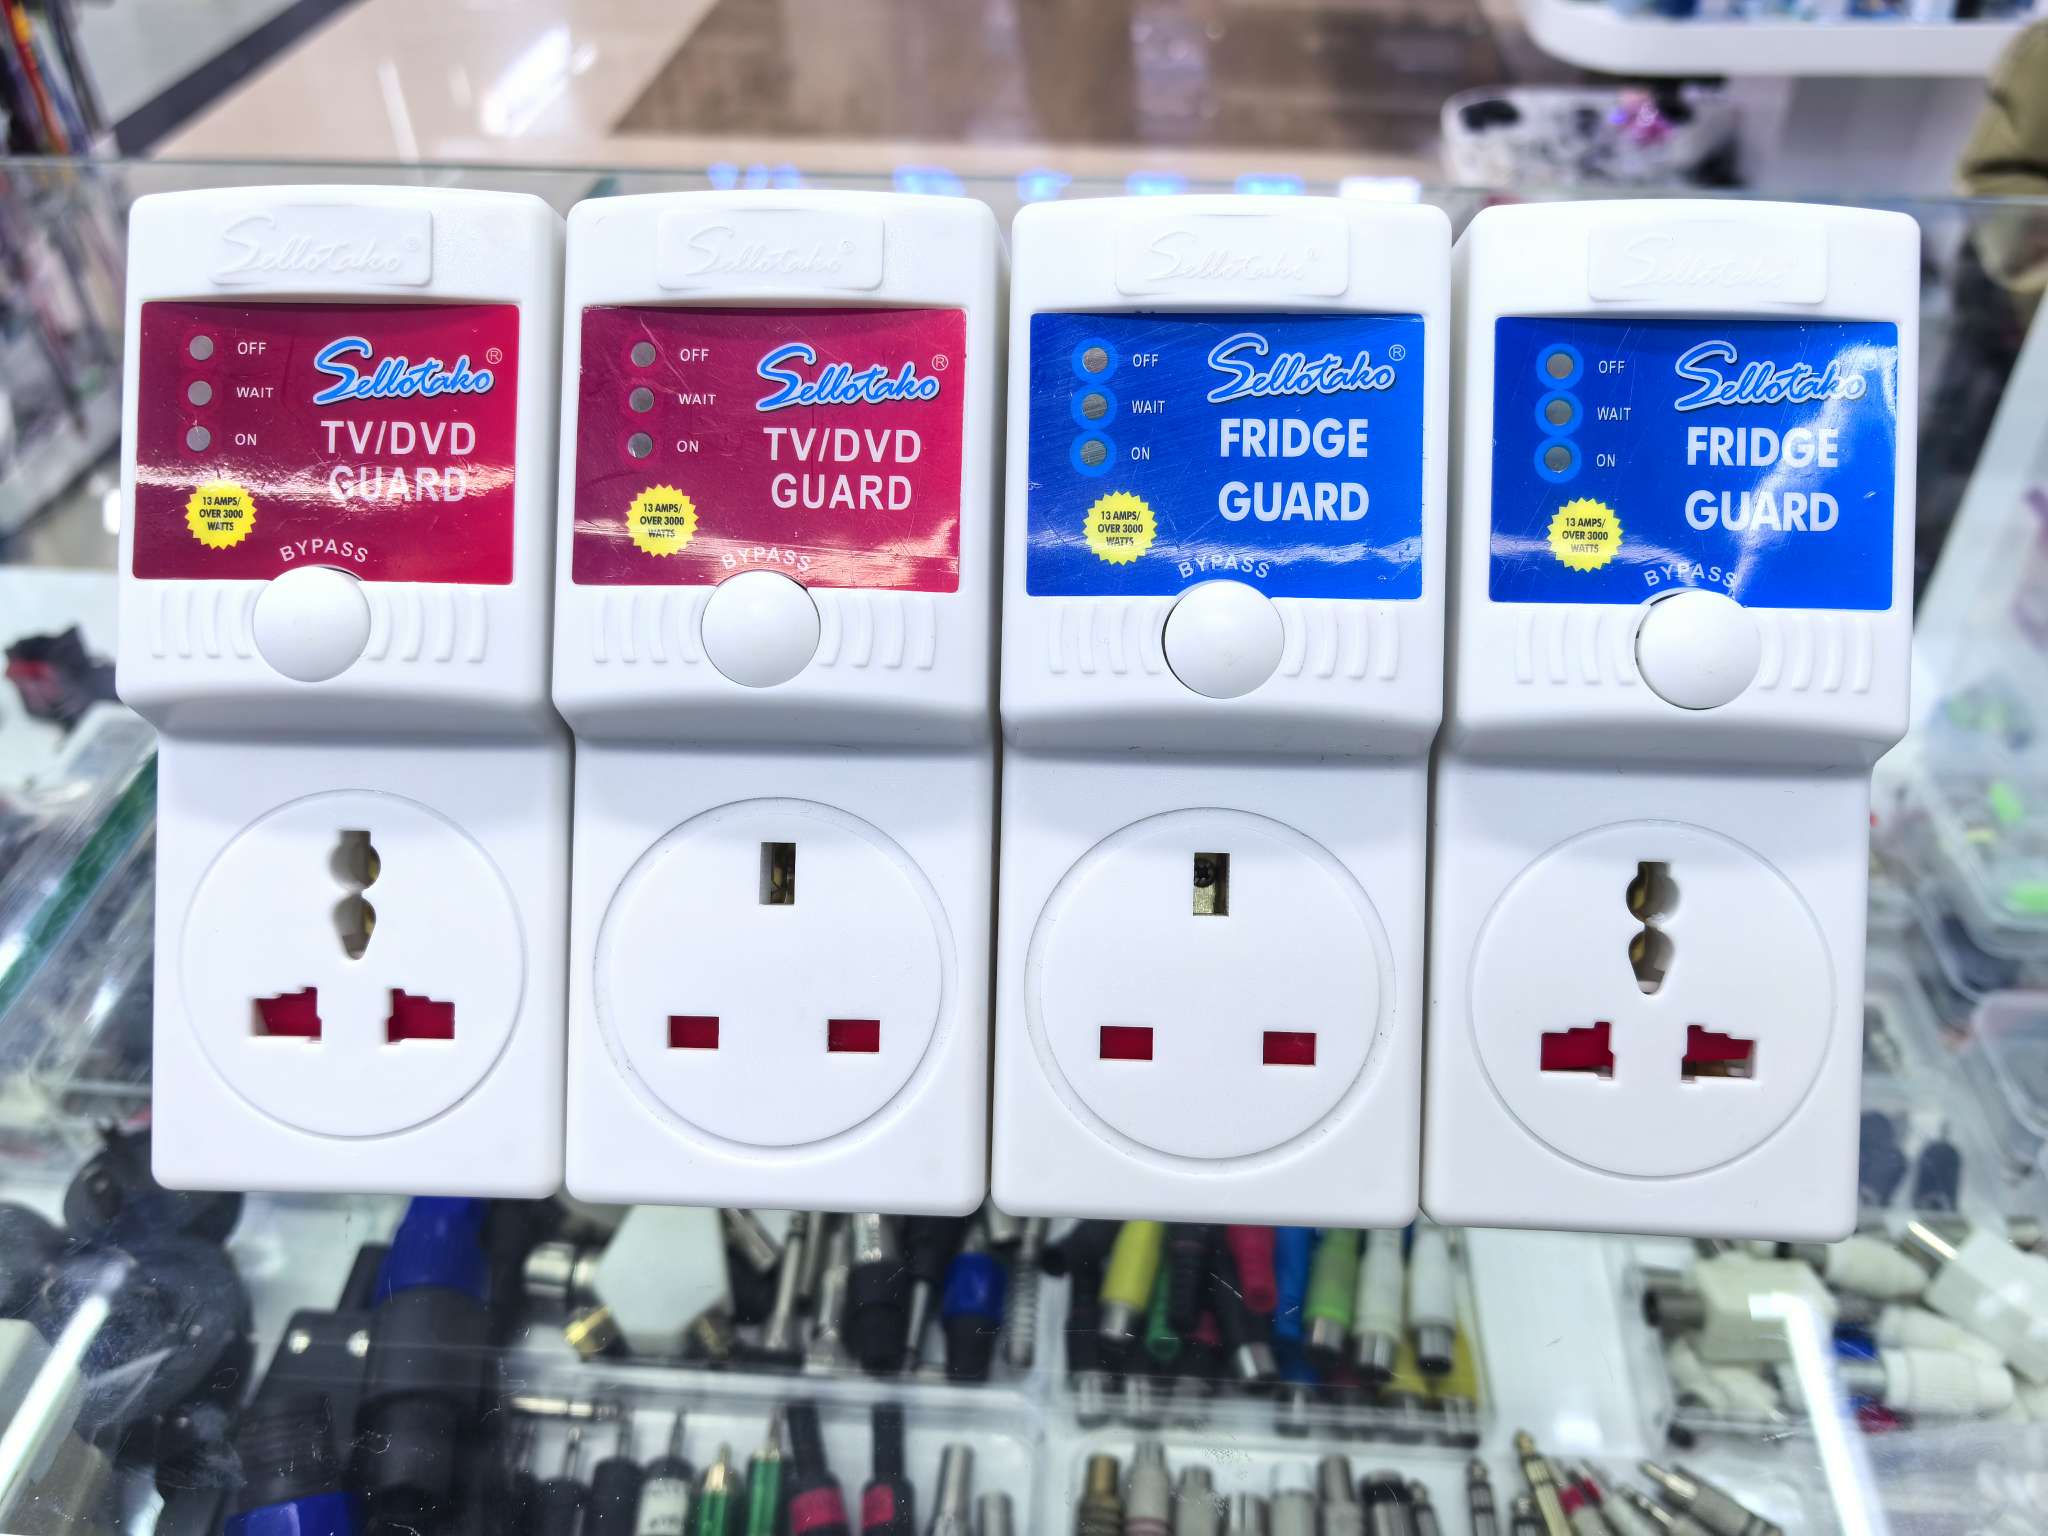 Sellotako®
OFF
WAIT
ON
Sellotako®
TV/DVD
GUARD
13 AMPS/
OVER 3000
WATTS
BYPASS
Sellotako®
OFF
WAIT
ON
Sellotako®
TV/DVD
GUARD
13 AMPS/
OVER 3000
WATTS
BYPASS
Sellotako®
OFF
WAIT
ON
Sellotako®
FRIDGE
GUARD
13 AMPS/
OVER 3000
WATTS
BYPASS
Sellotako®
OFF
WAIT
ON
Sellotako®
FRIDGE
GUARD
13 AMPS/
OVER 3000
WATTS
BYPASS